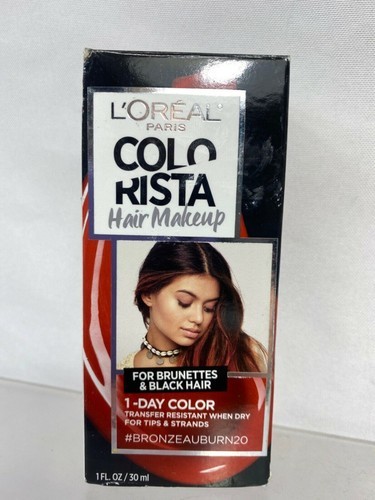 L'ORÉAL
PARIS
COLO
RISTA
Hair Makeup
FOR BRUNETTES
& BLACK HAIR
1-DAY COLOR
TRANSFER RESISTANT WHEN DRY
FOR TIPS & STRANDS
#BRONZEAUBURN20
1 FL. OZ / 30 ml